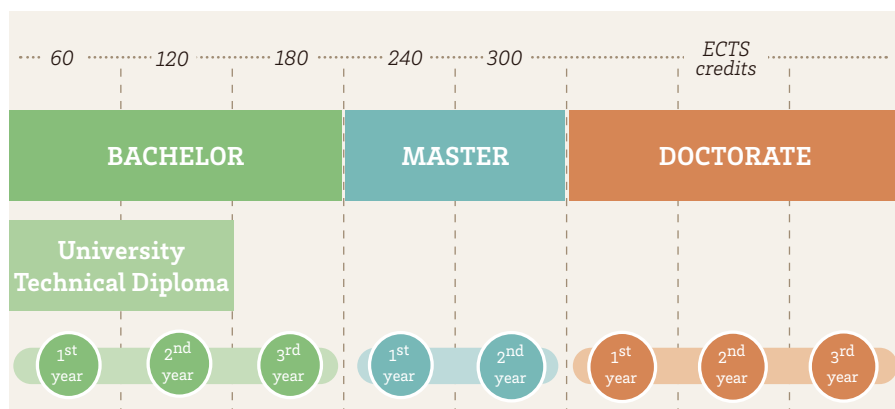 60 120 180 240 300 ECTS
credits
BACHELOR MASTER DOCTORATE
University
Technical Diploma
1st
year
2nd
year
3rd
year
1st
year
2nd
year
1st
year
2nd
year
3rd
year